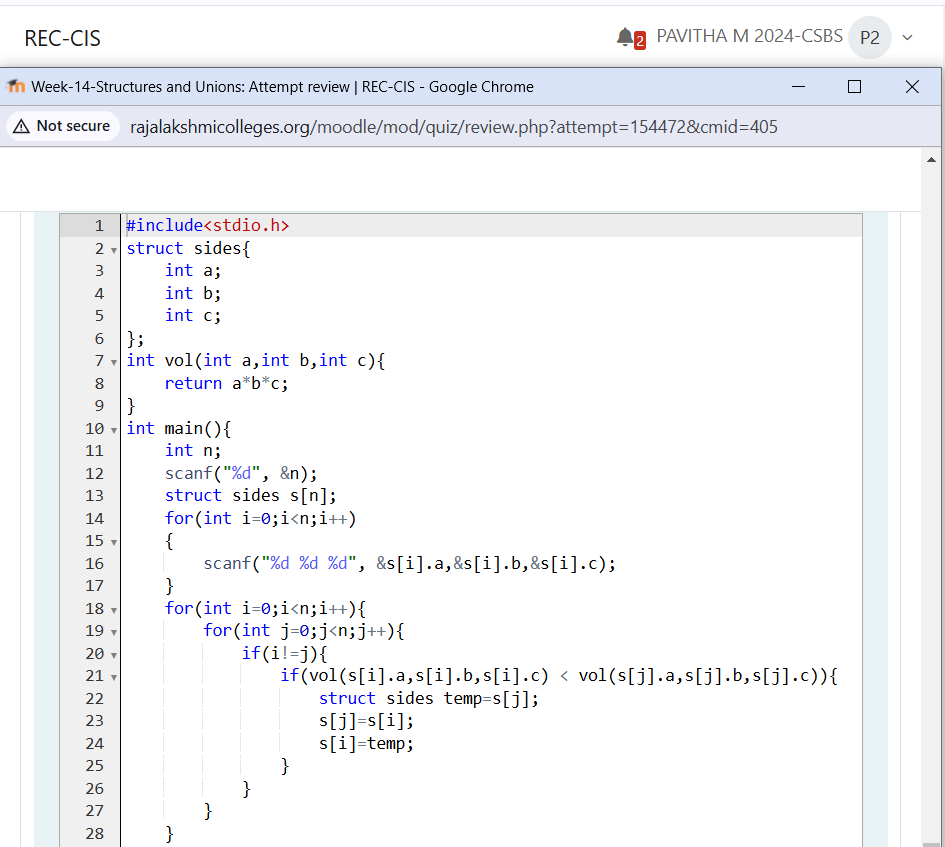 REC-CIS
2 PAVITHA M 2024-CSBS P2
Week-14-Structures and Unions: Attempt review | REC-CIS - Google Chrome
Not secure rajalakshmicolleges.org/moodle/mod/quiz/review.php?attempt=154472&cmid=405
1 #include<stdio.h>
2 struct sides{
3     int a;
4     int b;
5     int c;
6 };
7 int vol(int a,int b,int c){
8     return a*b*c;
9 }
10 int main(){
11     int n;
12     scanf("%d", &n);
13     struct sides s[n];
14     for(int i=0;i<n;i++)
15     {
16         scanf("%d %d %d", &s[i].a,&s[i].b,&s[i].c);
17     }
18     for(int i=0;i<n;i++){
19         for(int j=0;j<n;j++){
20             if(i!=j){
21                 if(vol(s[i].a,s[i].b,s[i].c) < vol(s[j].a,s[j].b,s[j].c)){
22                     struct sides temp=s[j];
23                     s[j]=s[i];
24                     s[i]=temp;
25                 }
26             }
27         }
28     }